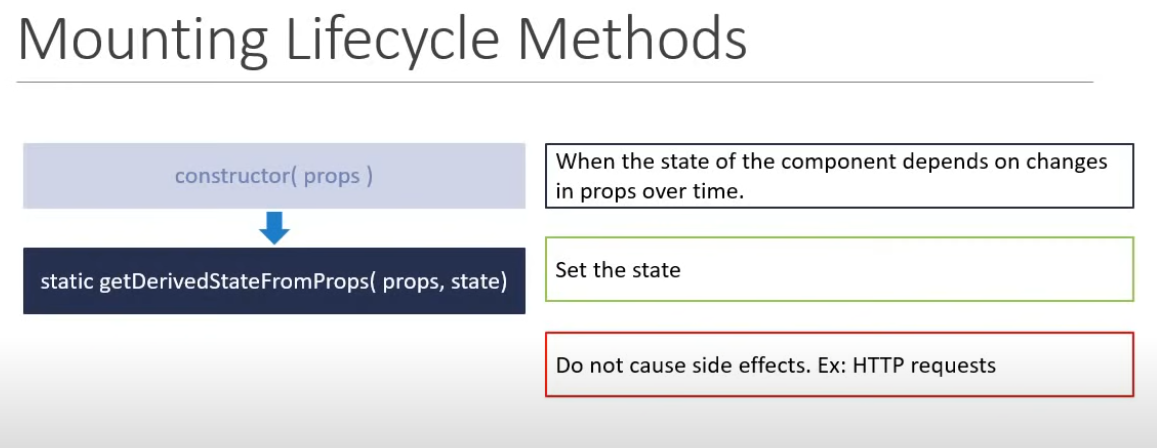 Mounting Lifecycle Methods
constructor( props )
When the state of the component depends on changes
in props over time.
static getDerivedStateFromProps( props, state)
Set the state
Do not cause side effects. Ex: HTTP requests